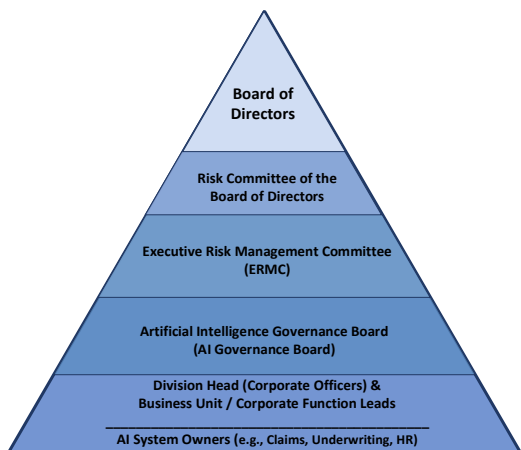 Board of
Directors
Risk Committee of the
Board of Directors
Executive Risk Management Committee
(ERMC)
Artificial Intelligence Governance Board
(AI Governance Board)
Division Head (Corporate Officers) &
Business Unit / Corporate Function Leads
AI System Owners (e.g., Claims, Underwriting, HR)